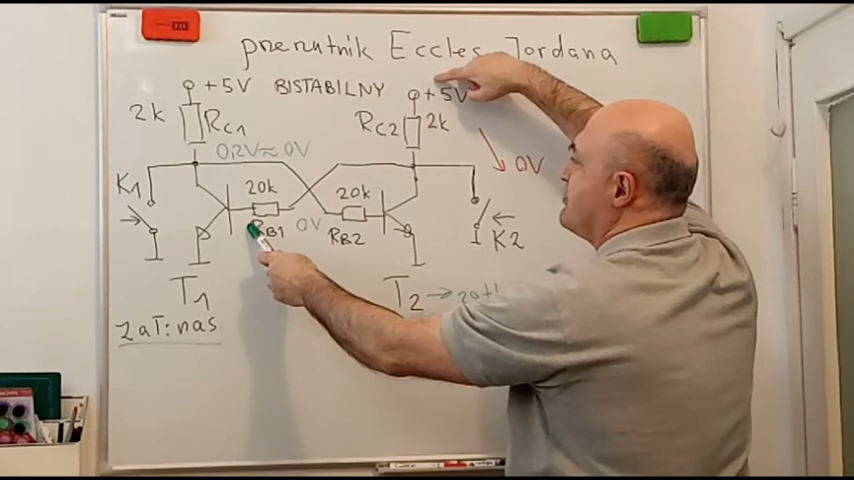 przerzutnik Eccles Jordana
+5V BISTABILNY +5V
2k RC1 RC2 2k
0,2V≈0V 0V
K1 20k 20k
RB1 0V RB2 K2
T1 T2 →
zaT: nas.